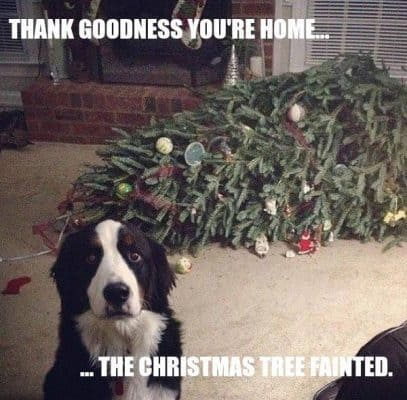 THANK GOODNESS YOU'RE HOME...
... THE CHRISTMAS TREE FAINTED.